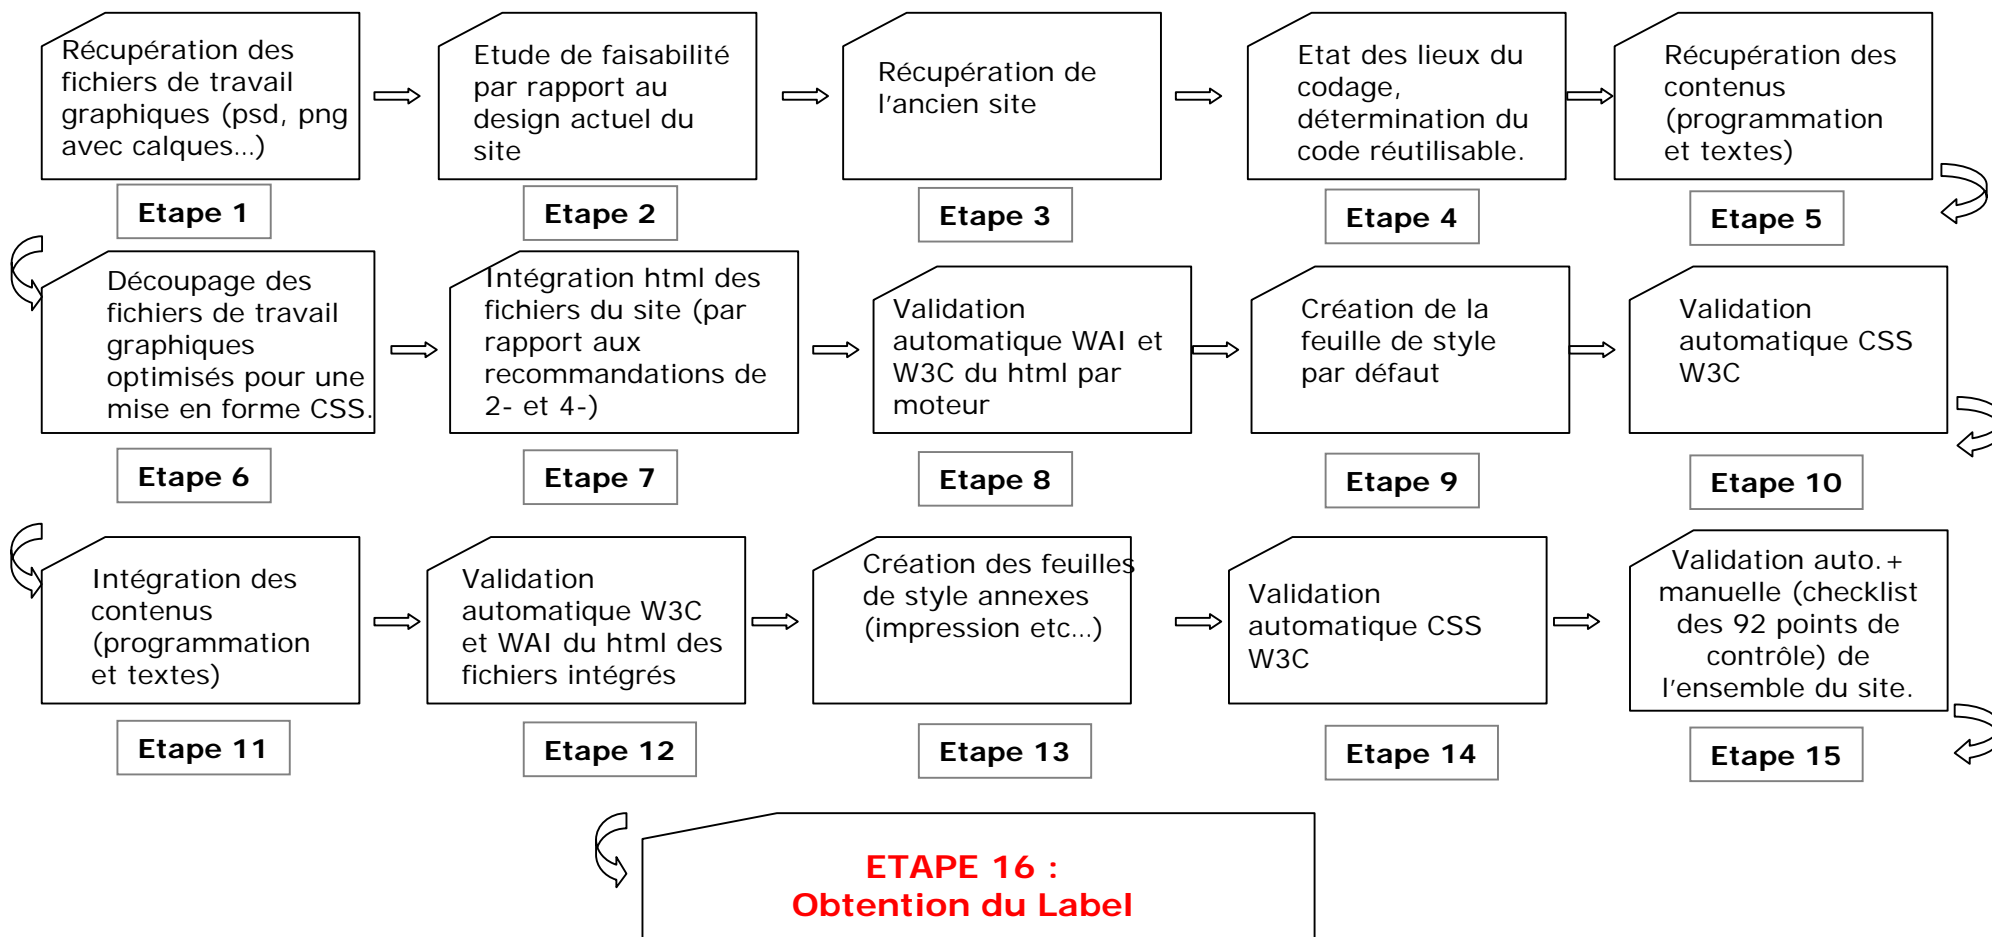 Récupération des
fichiers de travail
graphiques (psd, png
avec calques...)
Etape 1
Etude de faisabilité
par rapport au
design actuel du
site
Etape 2
Récupération de
l'ancien site
Etape 3
Etat des lieux du
codage,
détermination du
code réutilisable.
Etape 4
Récupération des
contenus
(programmation
et textes)
Etape 5
Découpage des
fichiers de travail
graphiques
optimisés pour une
mise en forme CSS.
Etape 6
Intégration html des
fichiers du site (par
rapport aux
recommandations de
2- et 4-)
Etape 7
Validation
automatique WAI et
W3C du html par
moteur
Etape 8
Création de la
feuille de style
par défaut
Etape 9
Validation
automatique CSS
W3C
Etape 10
Intégration des
contenus
(programmation
et textes)
Etape 11
Validation
automatique W3C
et WAI du html des
fichiers intégrés
Etape 12
Création des feuilles
de style annexes
(impression etc...)
Etape 13
Validation
automatique CSS
W3C
Etape 14
Validation auto.+
manuelle (checklist
des 92 points de
contrôle) de
l'ensemble du site.
Etape 15
ETAPE 16 :
Obtention du Label